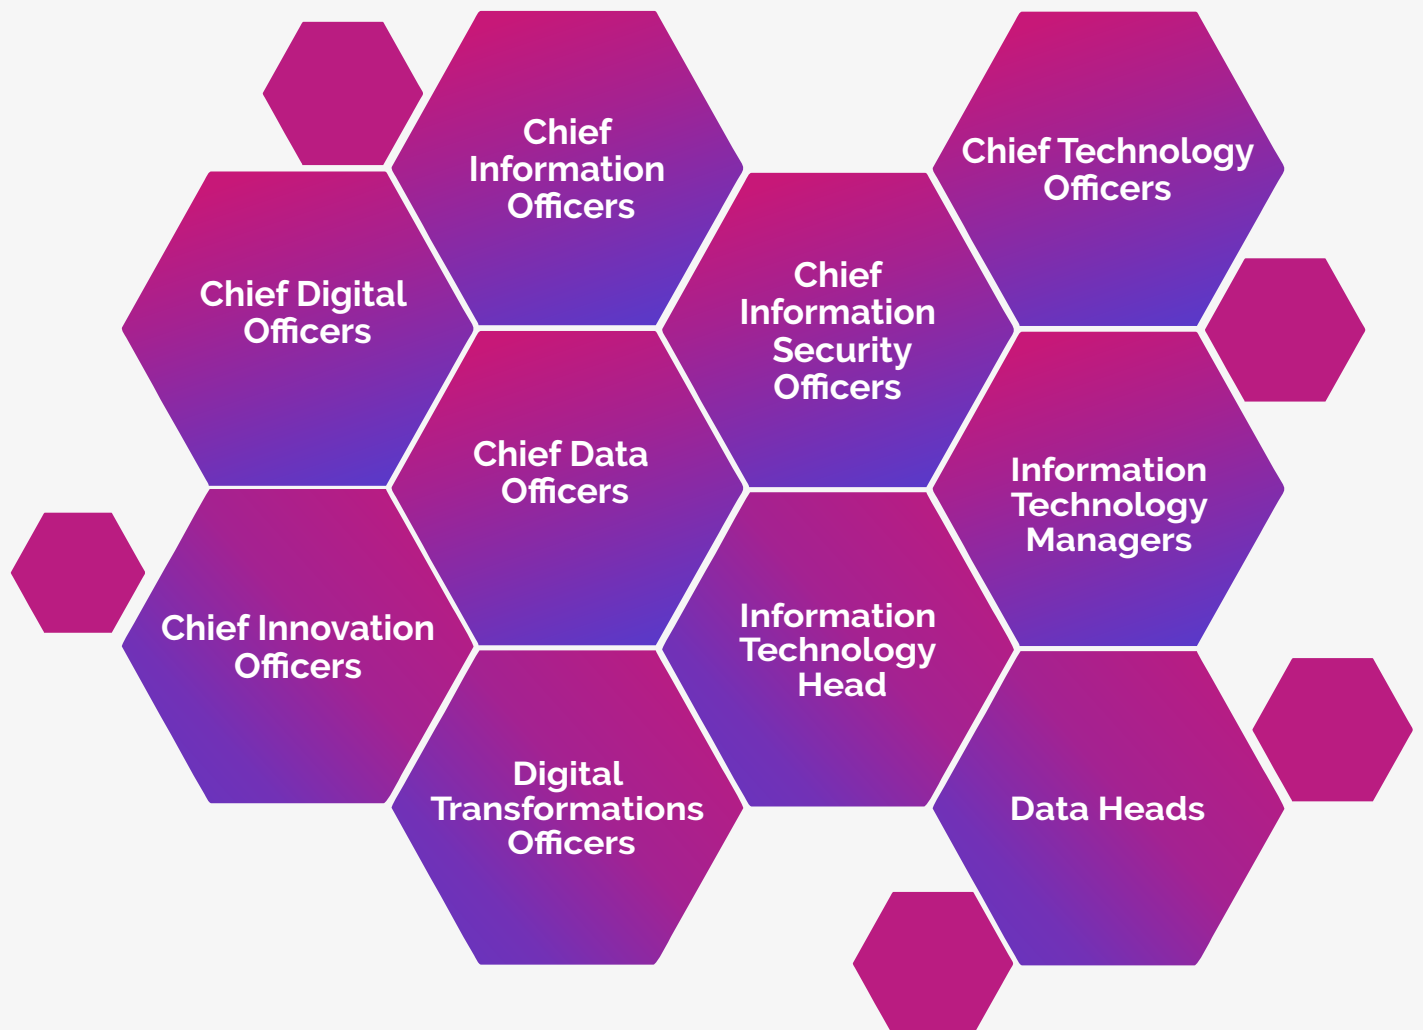 Chief
Information
Officers
Chief Technology
Officers
Chief Digital
Officers
Chief
Information
Security
Officers
Chief Data
Officers
Information
Technology
Managers
Chief Innovation
Officers
Information
Technology
Head
Digital
Transformations
Officers
Data Heads